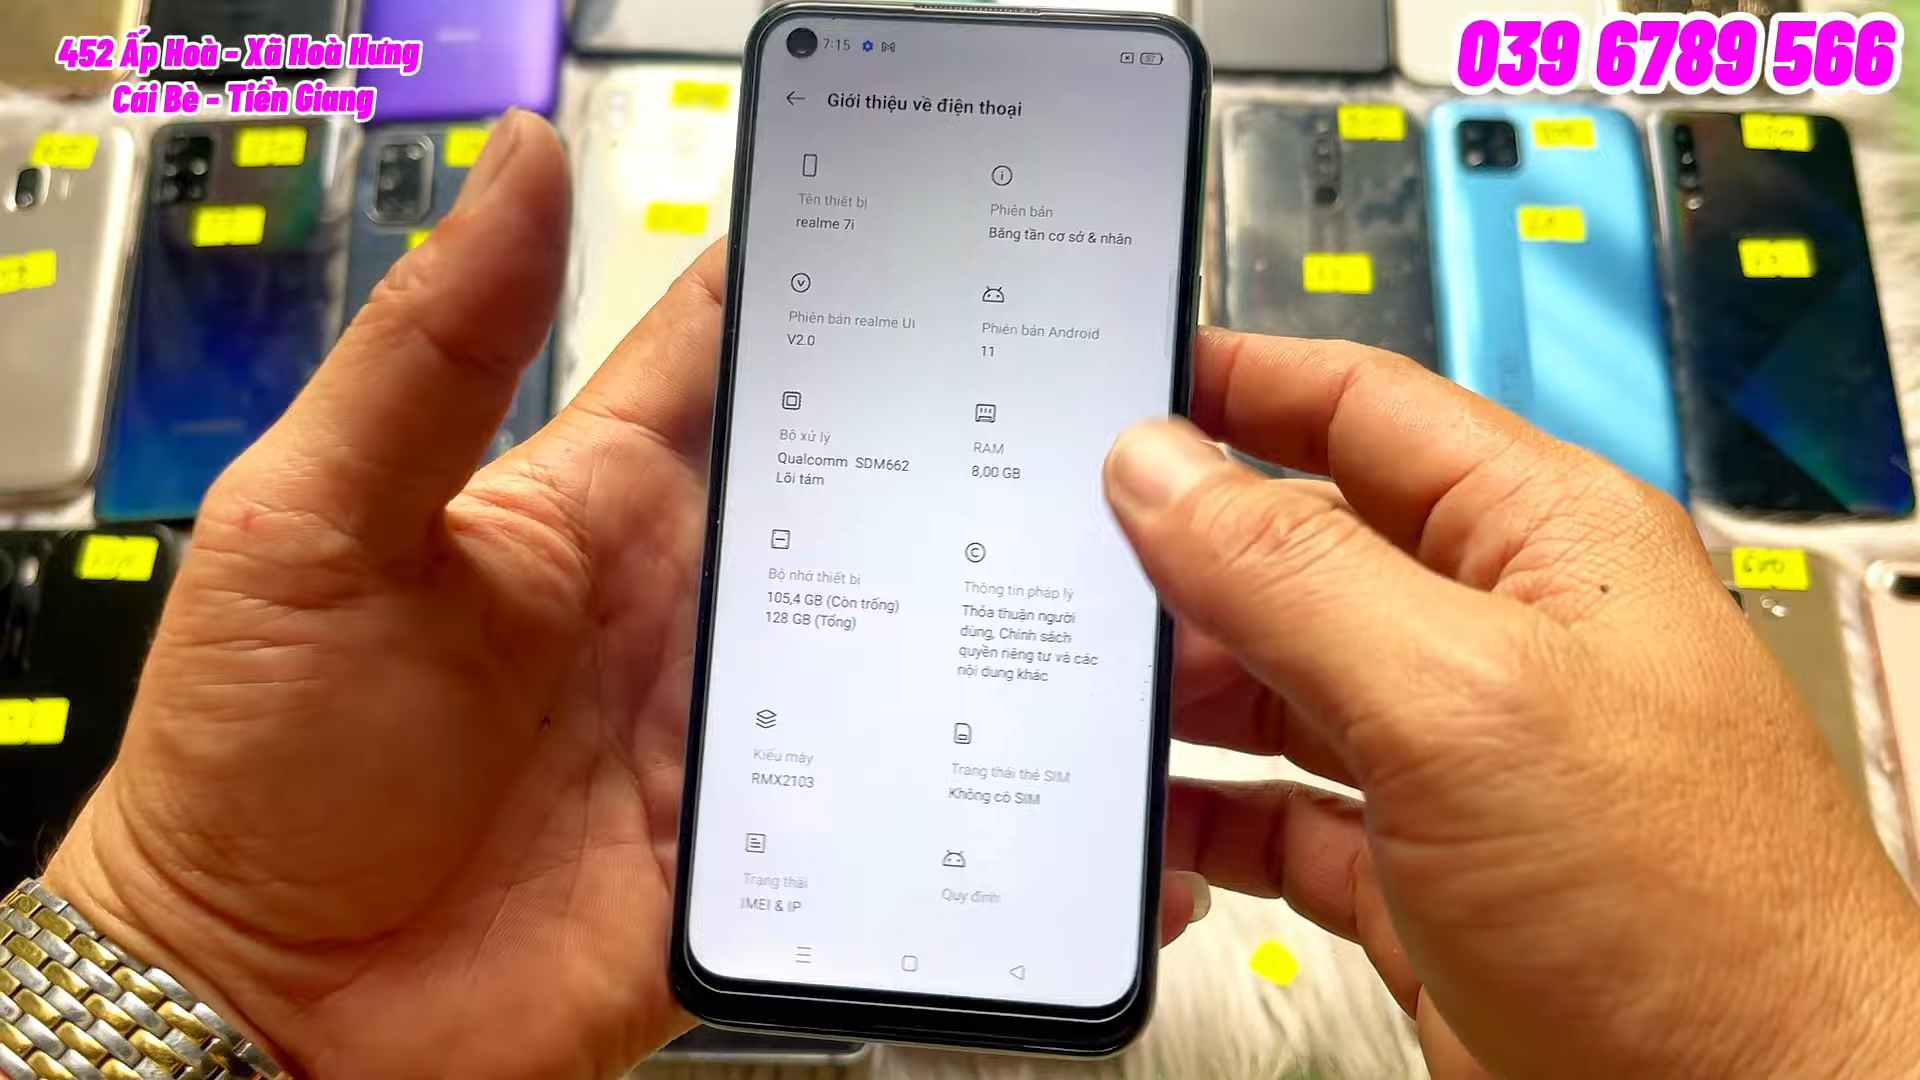 452 Ấp Hoà - Xã Hoà Hưng
Cái Bè - Tiền Giang
039 6789 566
7:15
57
Giới thiệu về điện thoại
Tên thiết bị
realme 7i
Phiên bản
Băng tần cơ sở & nhân
Phiên bản realme UI
V2.0
Phiên bản Android
11
Bộ xử lý
Qualcomm SDM662
Lõi tám
RAM
8,00 GB
Bộ nhớ thiết bị
105,4 GB (Còn trống)
128 GB (Tổng)
Thông tin pháp lý
Thỏa thuận người
dùng, Chính sách
quyền riêng tư và các
nội dung khác
Kiểu máy
RMX2103
Trạng thái thẻ SIM
Không có SIM
Trạng thái
IMEI & IP
Quy định